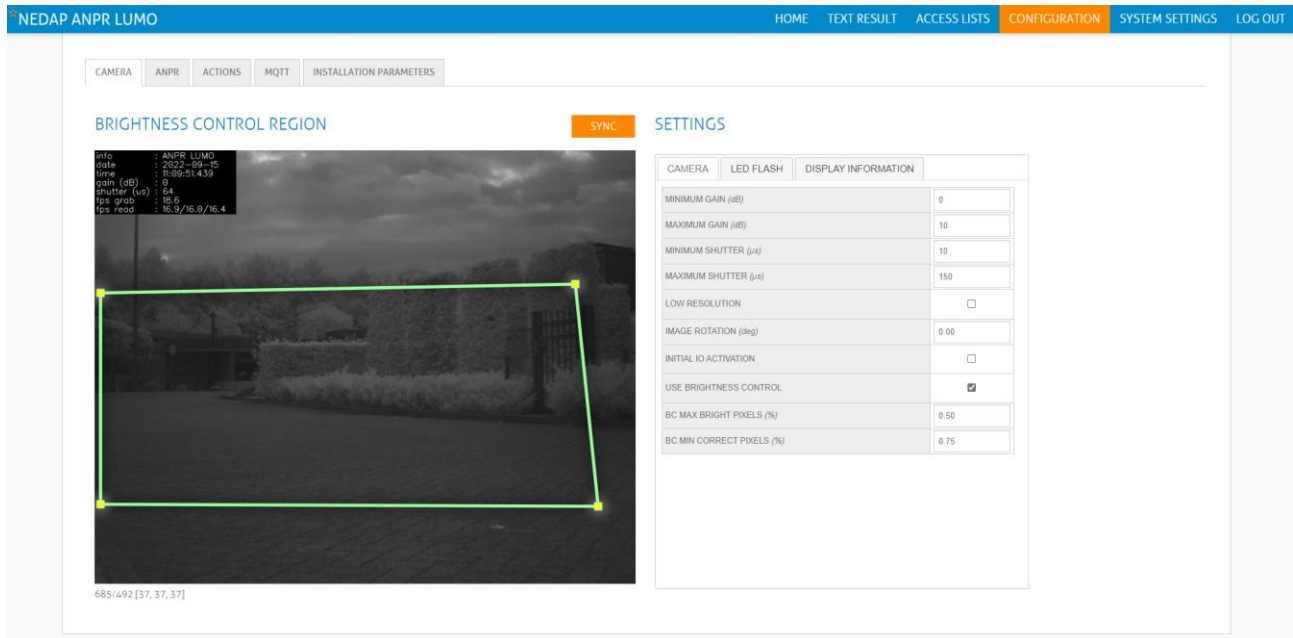 NEDAP ANPR LUMO HOME TEXT RESULT ACCESS LISTS CONFIGURATION SYSTEM SETTINGS LOG OUT
CAMERA ANPR ACTIONS MQTT INSTALLATION PARAMETERS
BRIGHTNESS CONTROL REGION SYNC
info : ANPR LUMO
date : 2022-09-15
time : 11:09:51.439
gain (dB) : 0
shutter (us) : 64
fps grab : 18.6
fps read : 16.9/16.0/16.4
685/492 [37, 37, 37]
SETTINGS
CAMERA LED FLASH DISPLAY INFORMATION
MINIMUM GAIN (dB) 0
MAXIMUM GAIN (dB) 10
MINIMUM SHUTTER (µs) 10
MAXIMUM SHUTTER (µs) 150
LOW RESOLUTION
IMAGE ROTATION (deg) 0.00
INITIAL IO ACTIVATION
USE BRIGHTNESS CONTROL
BC MAX BRIGHT PIXELS (%) 0.50
BC MIN CORRECT PIXELS (%) 0.75